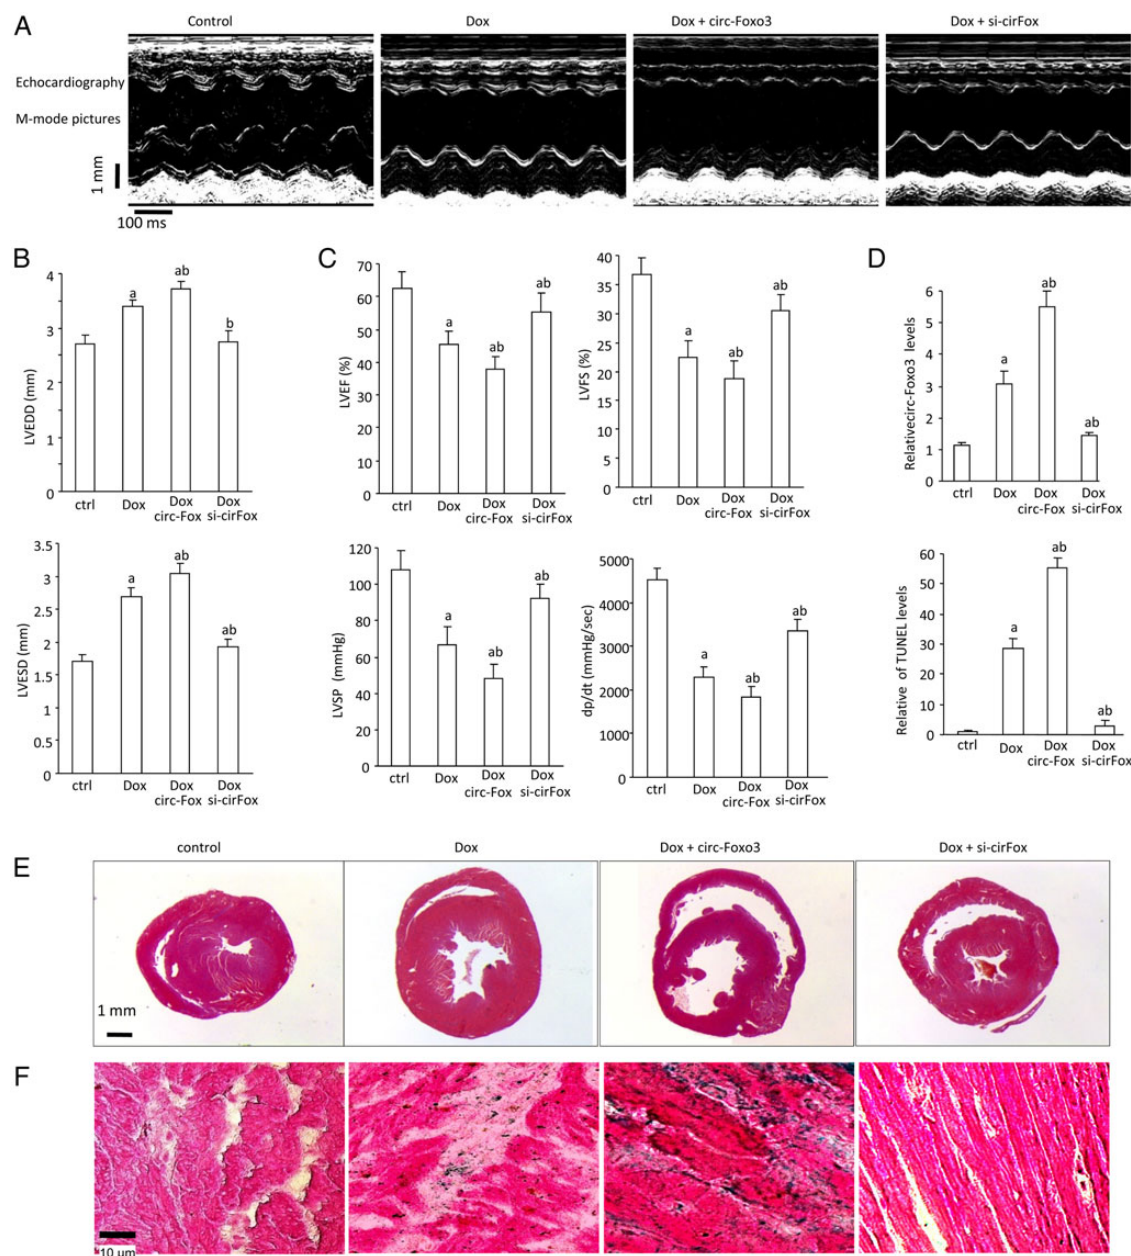 A
Control
Dox
Dox + circ-Foxo3
Dox + si-cirFox
Echocardiography
M-mode pictures
1 mm
100 ms
B
LVEDD (mm)
4
3
2
1
0
a
ab
b
ctrl
Dox
Dox
circ-Fox
Dox
si-cirFox
LVESD (mm)
3.5
3
2.5
2
1.5
1
0.5
0
a
ab
ab
ctrl
Dox
Dox
circ-Fox
Dox
si-cirFox
C
LVEF (%)
70
60
50
40
30
20
10
0
a
ab
ab
ctrl
Dox
Dox
circ-Fox
Dox
si-cirFox
LVFS (%)
40
35
30
25
20
15
10
5
0
a
ab
ab
ctrl
Dox
Dox
circ-Fox
Dox
si-cirFox
LVSP (mmHg)
120
100
80
60
40
20
0
a
ab
ab
ctrl
Dox
Dox
circ-Fox
Dox
si-cirFox
dp/dt (mmHg/sec)
5000
4000
3000
2000
1000
0
a
ab
ab
ctrl
Dox
Dox
circ-Fox
Dox
si-cirFox
D
Relativecirc-Foxo3 levels
6
5
4
3
2
1
0
a
ab
ab
ctrl
Dox
Dox
circ-Fox
Dox
si-cirFox
Relative of TUNEL levels
60
50
40
30
20
10
0
a
ab
ab
ctrl
Dox
Dox
circ-Fox
Dox
si-cirFox
E
control
Dox
Dox + circ-Foxo3
Dox + si-cirFox
1 mm
F
10 μm